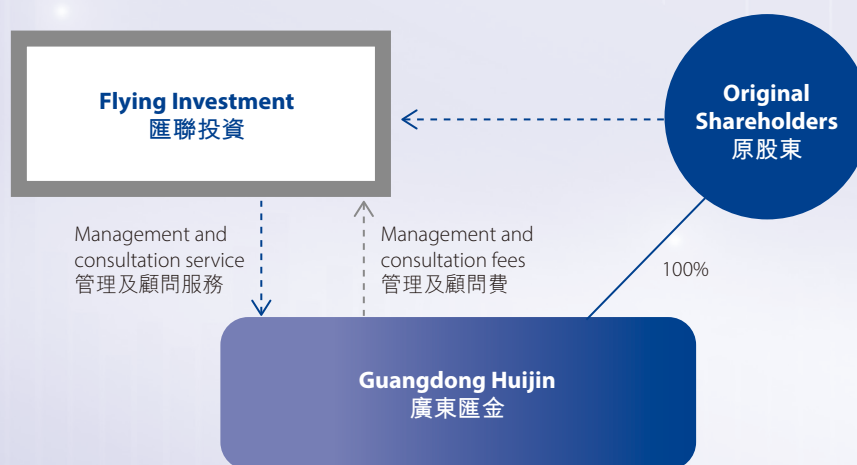 Flying Investment
匯聯投資
Original
Shareholders
原股東
Management and
consultation service
管理及顧問服務
Management and
consultation fees
管理及顧問費
100%
Guangdong Huijin
廣東匯金